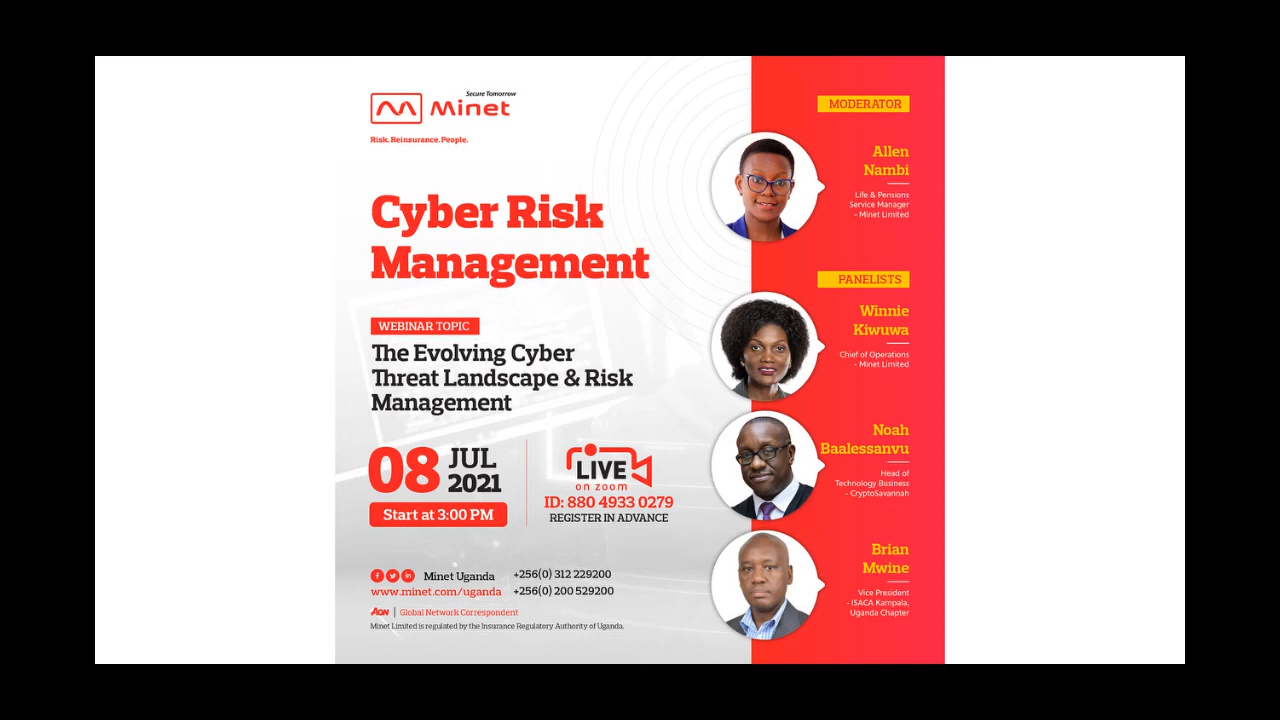 Secure Tomorrow
Minet
Risk. Reinsurance. People.
Cyber Risk
Management
WEBINAR TOPIC
The Evolving Cyber
Threat Landscape & Risk
Management
08 JUL
2021
Start at 3:00 PM
LIVE
on zoom
ID: 880 4933 0279
REGISTER IN ADVANCE
Minet Uganda
www.minet.com/uganda
+256(0) 312 229200
+256(0) 200 529200
AON | Global Network Correspondent
Minet Limited is regulated by the Insurance Regulatory Authority of Uganda.
MODERATOR
Allen
Nambi
Life & Pensions
Service Manager
- Minet Limited
PANELISTS
Winnie
Kiwuwa
Chief of Operations
- Minet Limited
Noah
Baalessanvu
Head of
Technology Business
- CryptoSavannah
Brian
Mwine
Vice President
- ISACA Kampala,
Uganda Chapter